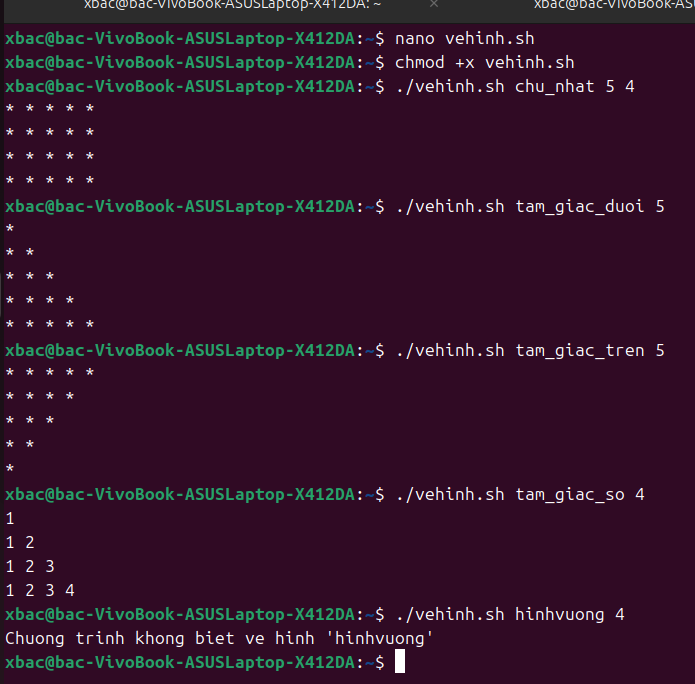 xbac@bac-VivoBook-ASUSLaptop-X412DA: ~ × xbac@bac-VivoBook-ASUS
xbac@bac-VivoBook-ASUSLaptop-X412DA:~$ nano vehinh.sh
xbac@bac-VivoBook-ASUSLaptop-X412DA:~$ chmod +x vehinh.sh
xbac@bac-VivoBook-ASUSLaptop-X412DA:~$ ./vehinh.sh chu_nhat 5 4
* * * * *
* * * * *
* * * * *
* * * * *
xbac@bac-VivoBook-ASUSLaptop-X412DA:~$ ./vehinh.sh tam_giac_duoi 5
*
* *
* * *
* * * *
* * * * *
xbac@bac-VivoBook-ASUSLaptop-X412DA:~$ ./vehinh.sh tam_giac_tren 5
* * * * *
* * * *
* * *
* *
*
xbac@bac-VivoBook-ASUSLaptop-X412DA:~$ ./vehinh.sh tam_giac_so 4
1
1 2
1 2 3
1 2 3 4
xbac@bac-VivoBook-ASUSLaptop-X412DA:~$ ./vehinh.sh hinhvuong 4
Chuong trinh khong biet ve hinh 'hinhvuong'
xbac@bac-VivoBook-ASUSLaptop-X412DA:~$